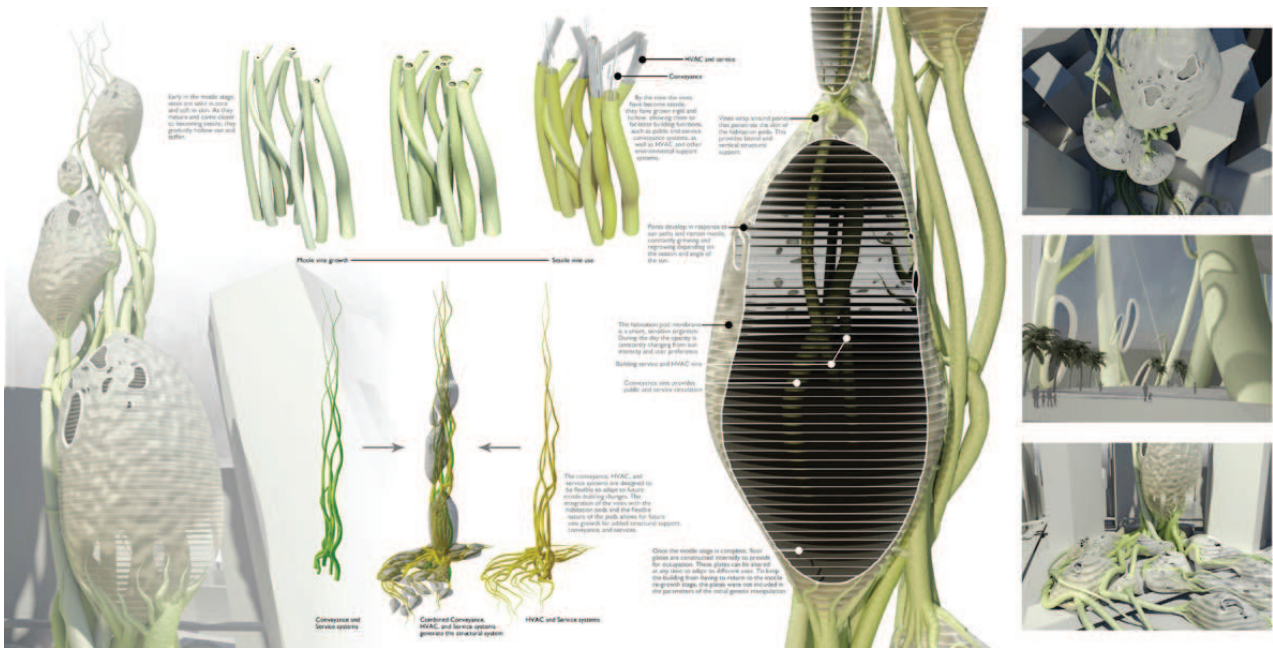 Early in the motile stage,
vines are solid in core
and soft in skin. As they
mature and come closer
to becoming sessile, they
gradually hollow out and
stiffen.
HVAC and service
Conveyance
By the time the vines
have become sessile,
they have grown rigid and
hollow allowing them to
facilitate building functions,
such as public and service
conveyance systems, as
well as HVAC and other
environmental support
systems.
Motile vine growth
Sessile vine use
Vines wrap around points
that penetrate the skin of
the habitation pods. This
provides lateral and
vertical structural
support.
Pores develop in response to
sun paths and remain motile,
constantly growing and
regrowing depending on
the season and angle of
the sun.
The habitation pod membrane
is a smart, sensitive organism.
During the day the opacity is
constantly changing from sun
intensity and user preference
Building service and HVAC vine
Conveyance vine provides
public and service circulation
The conveyance, HVAC, and
service systems are designed to
be flexible to adapt to future
motile building changes. The
integration of the vines with the
habitation pods and the flexible
nature of the pods allows for future
vine growth for added structural support,
conveyance, and services.
Once the motile stage is complete, floor
plates are constructed internally to provide
for occupation. These plates can be altered
at any time to adapt to different uses. To keep
the building from having to return to the motile
re-growth stage, the plates were not included in
the parameters of the initial genetic manipulation
Conveyance and
Service systems
Combined Conveyance,
HVAC, and Service systems
generate the structural system
HVAC and Service systems